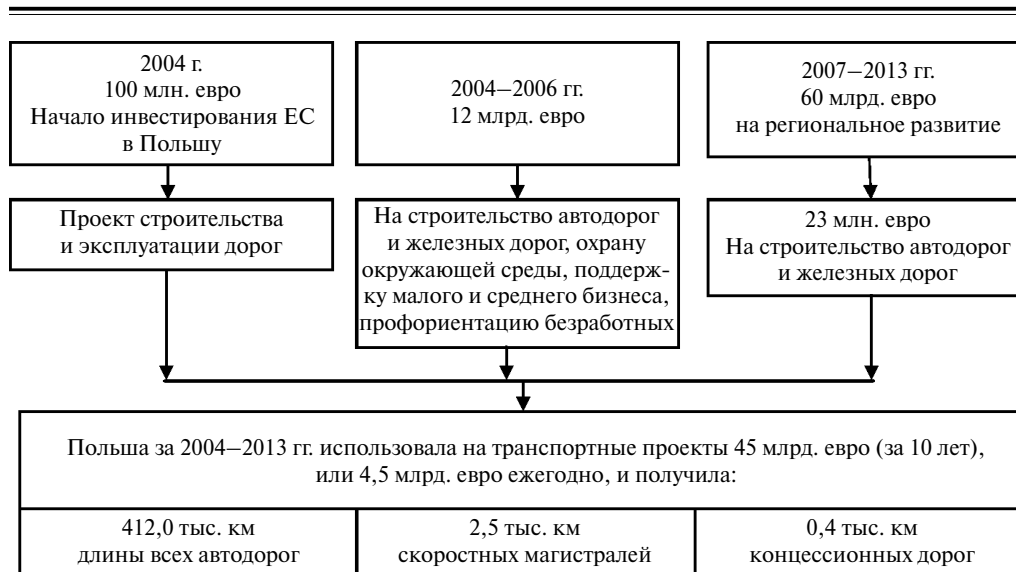 2004 г.
100 млн. евро
Начало инвестирования ЕС
в Польшу
2004–2006 гг.
12 млрд. евро
2007–2013 гг.
60 млрд. евро
на региональное развитие
Проект строительства
и эксплуатации дорог
На строительство автодорог
и железных дорог, охрану
окружающей среды, поддерж-
ку малого и среднего бизнеса,
профориентацию безработных
23 млн. евро
На строительство автодорог
и железных дорог
Польша за 2004–2013 гг. использовала на транспортные проекты 45 млрд. евро (за 10 лет),
или 4,5 млрд. евро ежегодно, и получила:
412,0 тыс. км
длины всех автодорог
2,5 тыс. км
скоростных магистралей
0,4 тыс. км
концессионных дорог